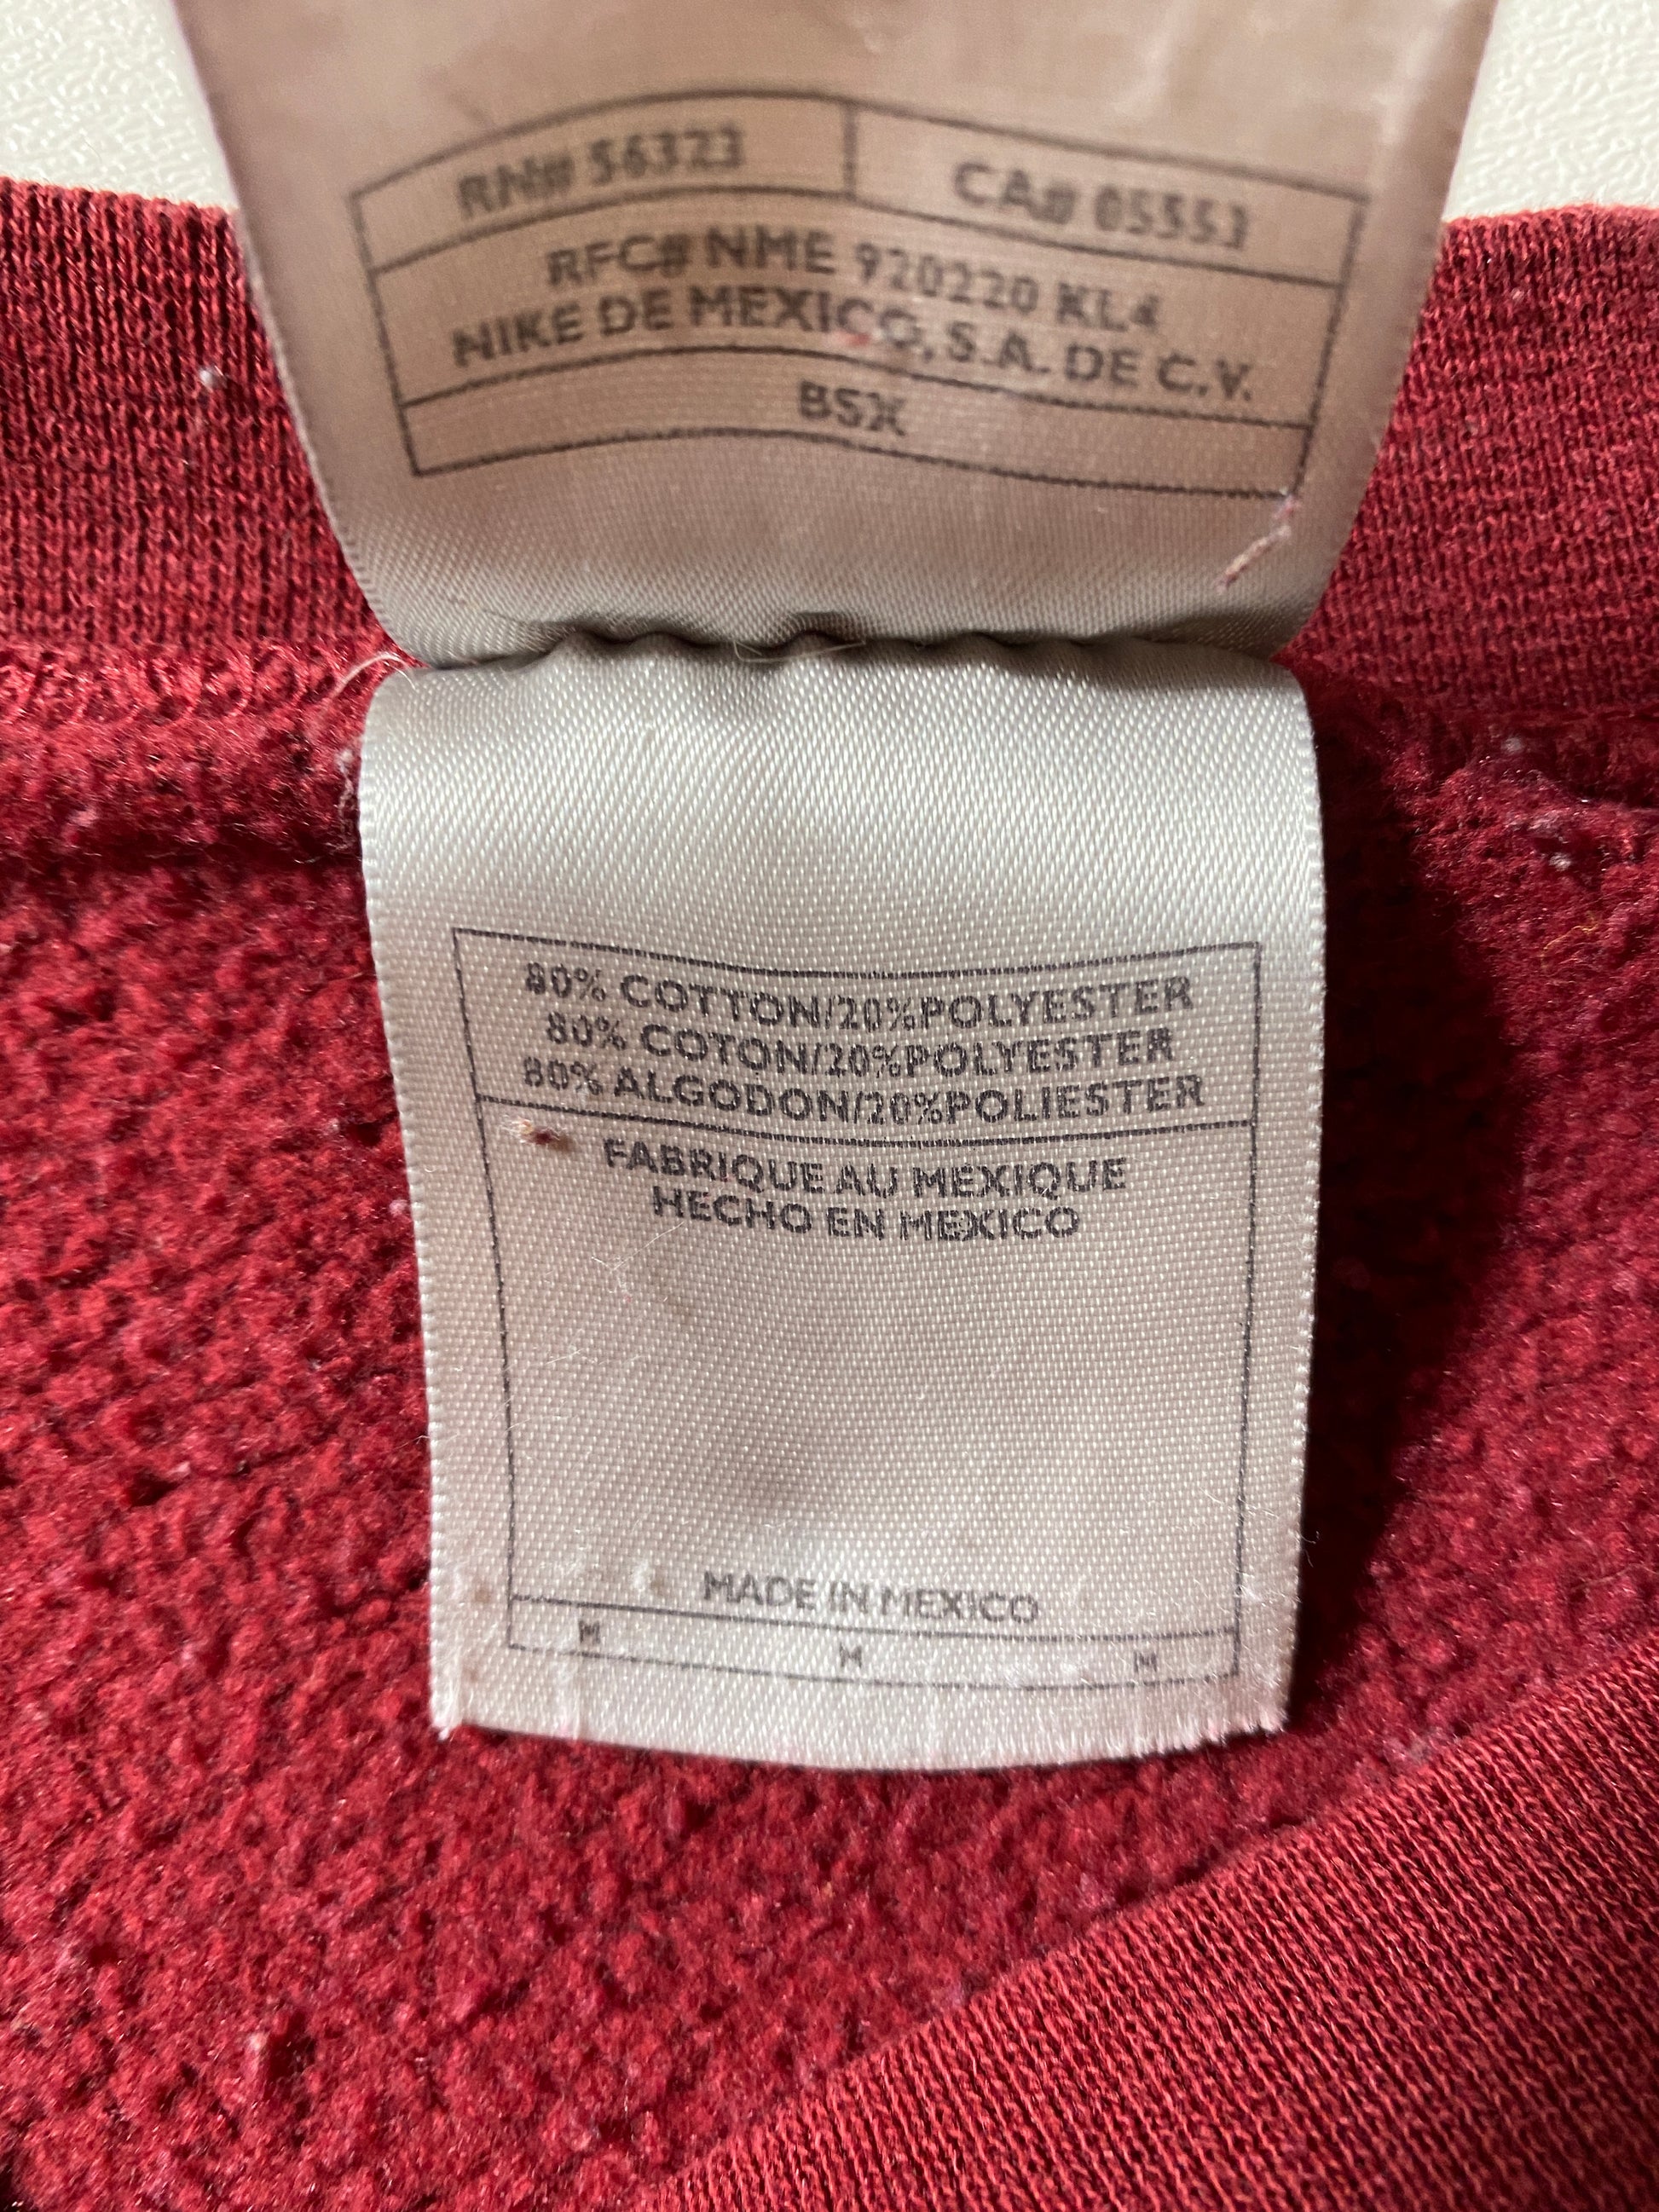 RN# 56323 CA# 05553
RFC# NME 920220 KL4
NIKE DE MEXICO, S.A. DE C.V.
BSX
80% COTTON/20%POLYESTER
80% COTON/20%POLYESTER
80% ALGODON/20%POLIESTER
FABRIQUE AU MEXIQUE
HECHO EN MEXICO
MADE IN MEXICO
M M M